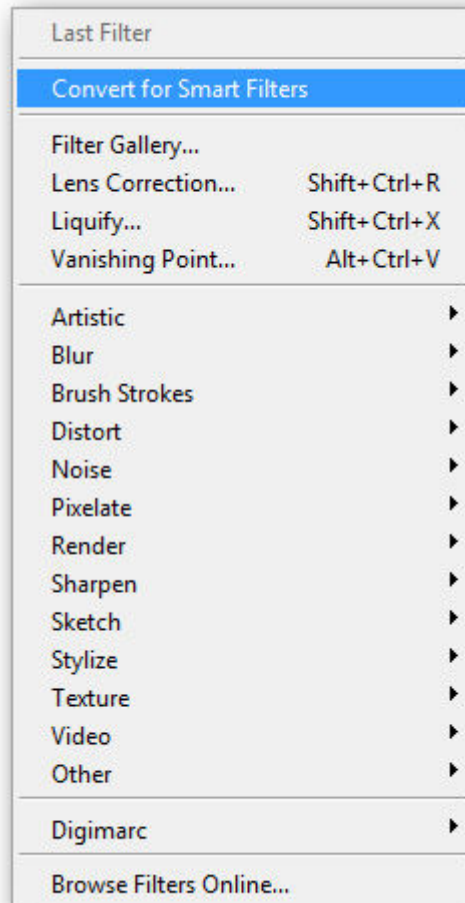 Last Filter
Convert for Smart Filters
Filter Gallery...
Lens Correction... Shift+Ctrl+R
Liquify... Shift+Ctrl+X
Vanishing Point... Alt+Ctrl+V
Artistic
Blur
Brush Strokes
Distort
Noise
Pixelate
Render
Sharpen
Sketch
Stylize
Texture
Video
Other
Digimarc
Browse Filters Online...